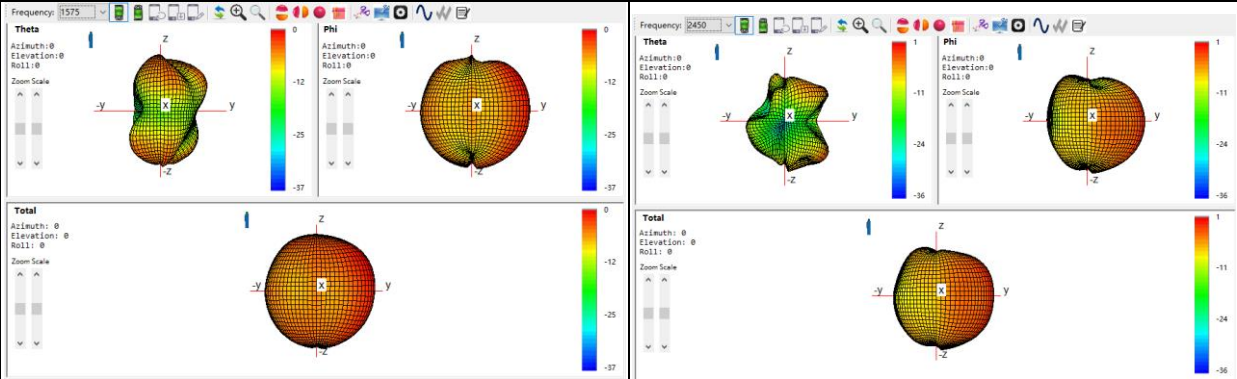 Frequency: 1575
Theta
Azimuth:0
Elevation:0
Roll:0
Zoom Scale
z
-y
x
y
-z
0
-12
-25
-37
Phi
Azimuth:0
Elevation:0
Roll:0
Zoom Scale
z
-y
x
y
-z
0
-12
-25
-37
Total
Azimuth: 0
Elevation: 0
Roll: 0
Zoom Scale
z
-y
x
y
-z
0
-12
-25
-37
Frequency: 2450
Theta
Azimuth:0
Elevation:0
Roll:0
Zoom Scale
z
-y
x
y
-z
1
-11
-24
-36
Phi
Azimuth:0
Elevation:0
Roll:0
Zoom Scale
z
-y
x
y
-z
1
-11
-24
-36
Total
Azimuth: 0
Elevation: 0
Roll: 0
Zoom Scale
z
-y
x
y
-z
1
-11
-24
-36